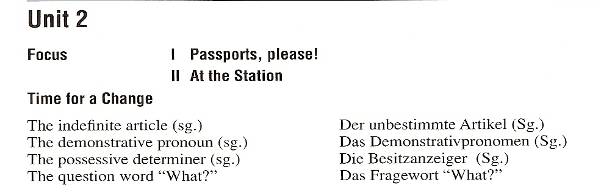 Unit 2
Focus I Passports, please!
II At the Station
Time for a Change
The indefinite article (sg.) Der unbestimmte Artikel (Sg.)
The demonstrative pronoun (sg.) Das Demonstrativpronomen (Sg.)
The possessive determiner (sg.) Die Besitzanzeiger (Sg.)
The question word “What?” Das Fragewort “What?”